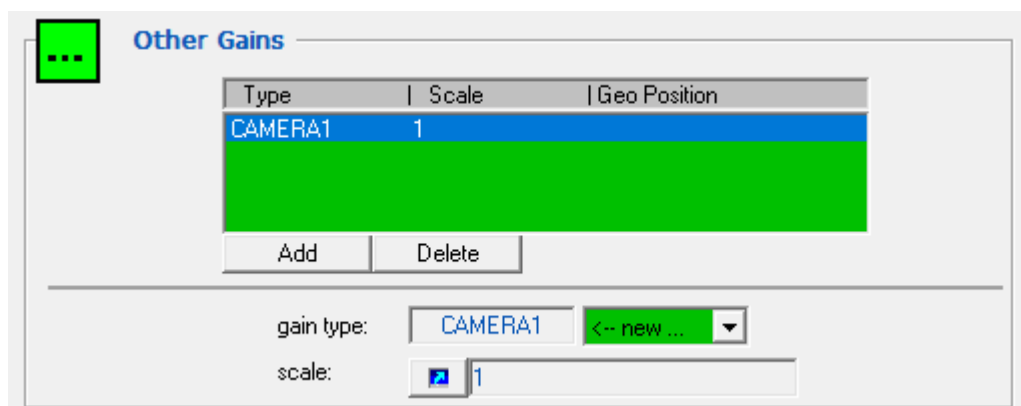 ... Other Gains
Type | Scale | Geo Position
CAMERA1 1
Add Delete
gain type: CAMERA1 <-- new ...
scale: 1